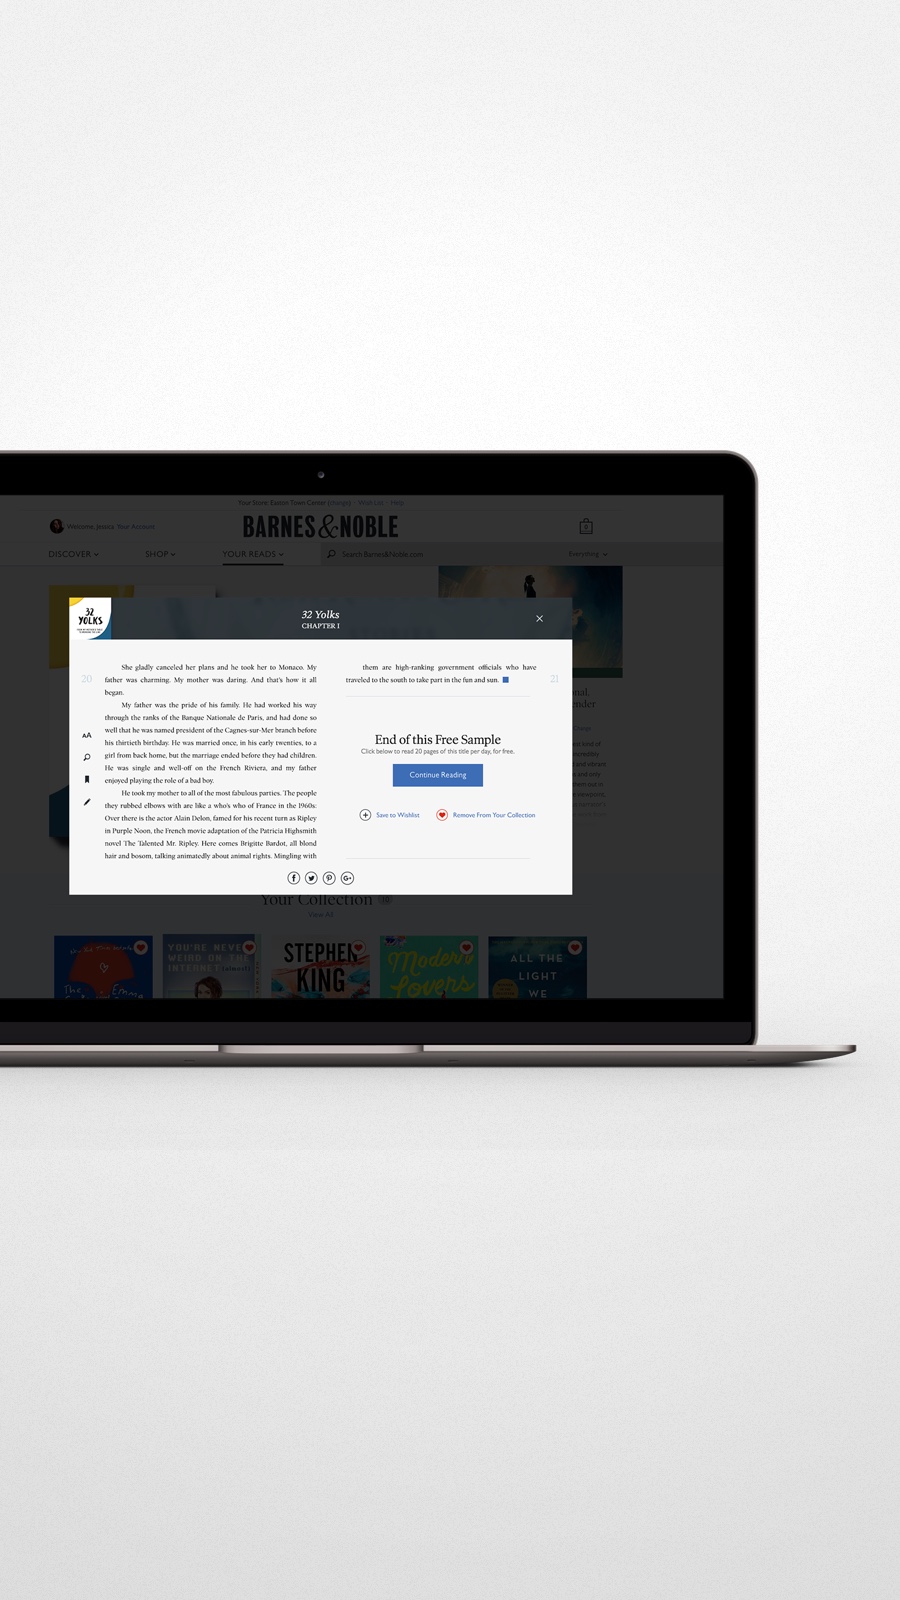 Your Store: Easton Town Center (change) • Wish List • Help
Welcome, Jessica Your Account
BARNES & NOBLE
0
DISCOVER
SHOP
YOUR READS
Search Barnes&Noble.com
Everything
32 YOLKS
32 Yolks
CHAPTER I
20
She gladly canceled her plans and he took her to Monaco. My
father was charming. My mother was daring. And that's how it all
began.
My father was the pride of his family. He had worked his way
through the ranks of the Banque Nationale de Paris, and had done so
well that he was named president of the Cagnes-sur-Mer branch before
his thirtieth birthday. He was married once, in his early twenties, to a
girl from back home, but the marriage ended before they had children.
He was single and well-off on the French Riviera, and my father
enjoyed playing the role of a bad boy.
He took my mother to all of the most fabulous parties. The people
they rubbed elbows with are like a who's who of France in the 1960s:
Over there is the actor Alain Delon, famed for his recent turn as Ripley
in Purple Noon, the French movie adaptation of the Patricia Highsmith
novel The Talented Mr. Ripley. Here comes Brigitte Bardot, all blond
hair and bosom, talking animatedly about animal rights. Mingling with
AA
them are high-ranking government officials who have
traveled to the south to take part in the fun and sun.
21
End of this Free Sample
Click below to read 20 pages of this title per day, for free.
Continue Reading
Save to Wishlist
Remove From Your Collection
Your Collection 10
View All
YOU'RE NEVER
WEIRD ON THE
INTERNET (almost)
STEPHEN
KING
Modern
Lovers
ALL THE
LIGHT
WE